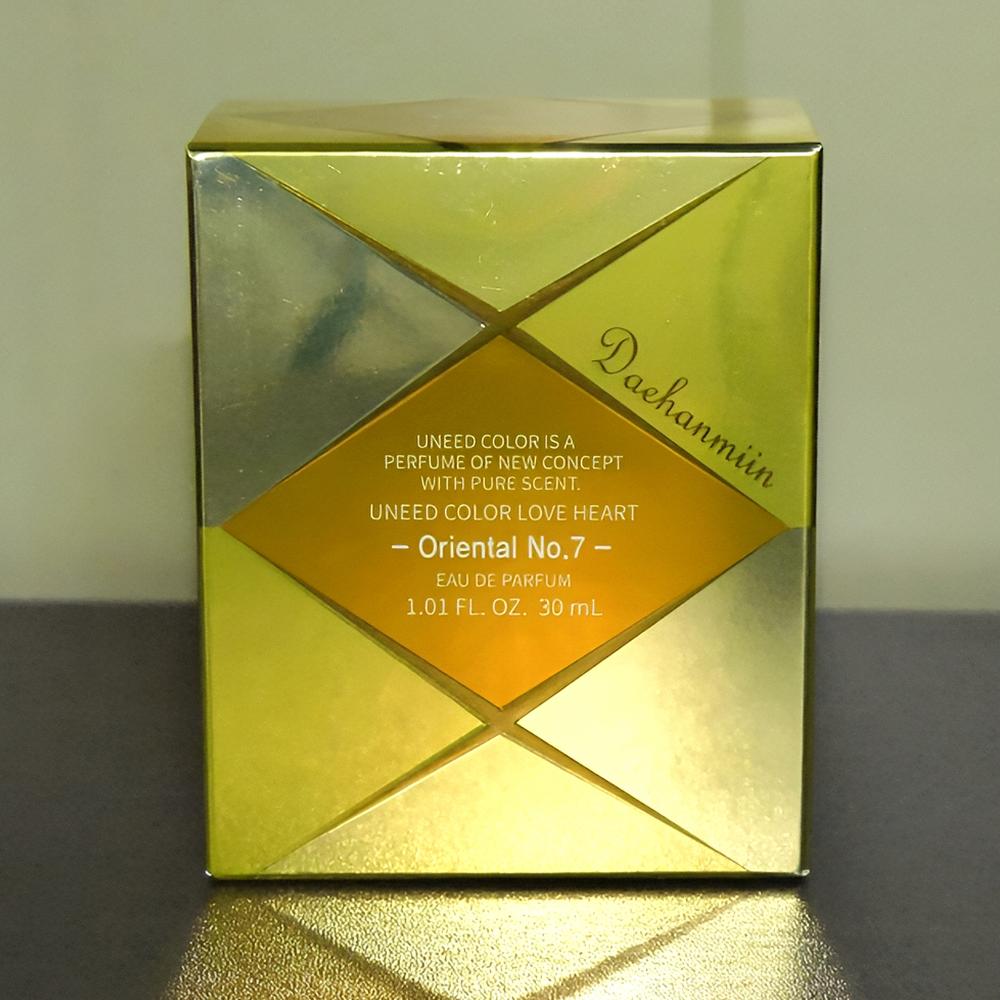 Daehanmiin
UNEED COLOR IS A
PERFUME OF NEW CONCEPT
WITH PURE SCENT.
UNEED COLOR LOVE HEART
– Oriental No.7 –
EAU DE PARFUM
1.01 FL. OZ. 30 mL